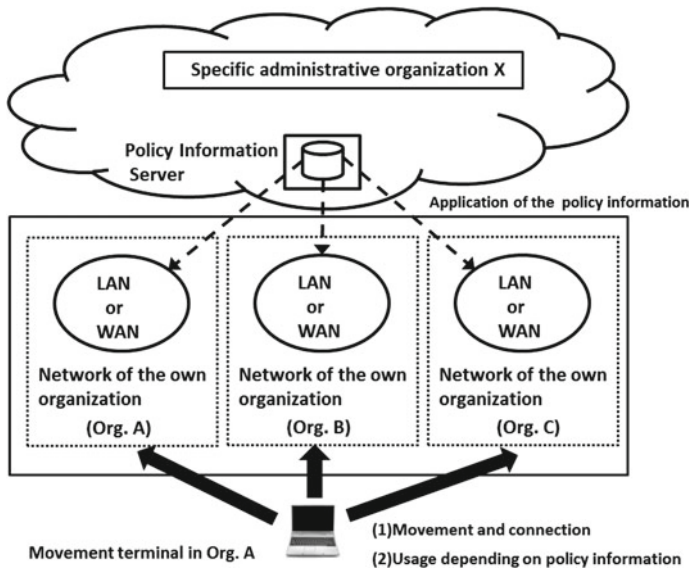 Specific administrative organization X
Policy Information
Server
Application of the policy information
LAN
or
WAN
Network of the own
organization
(Org. A)
LAN
or
WAN
Network of the own
organization
(Org. B)
LAN
or
WAN
Network of the own
organization
(Org. C)
Movement terminal in Org. A
(1)Movement and connection
(2)Usage depending on policy information